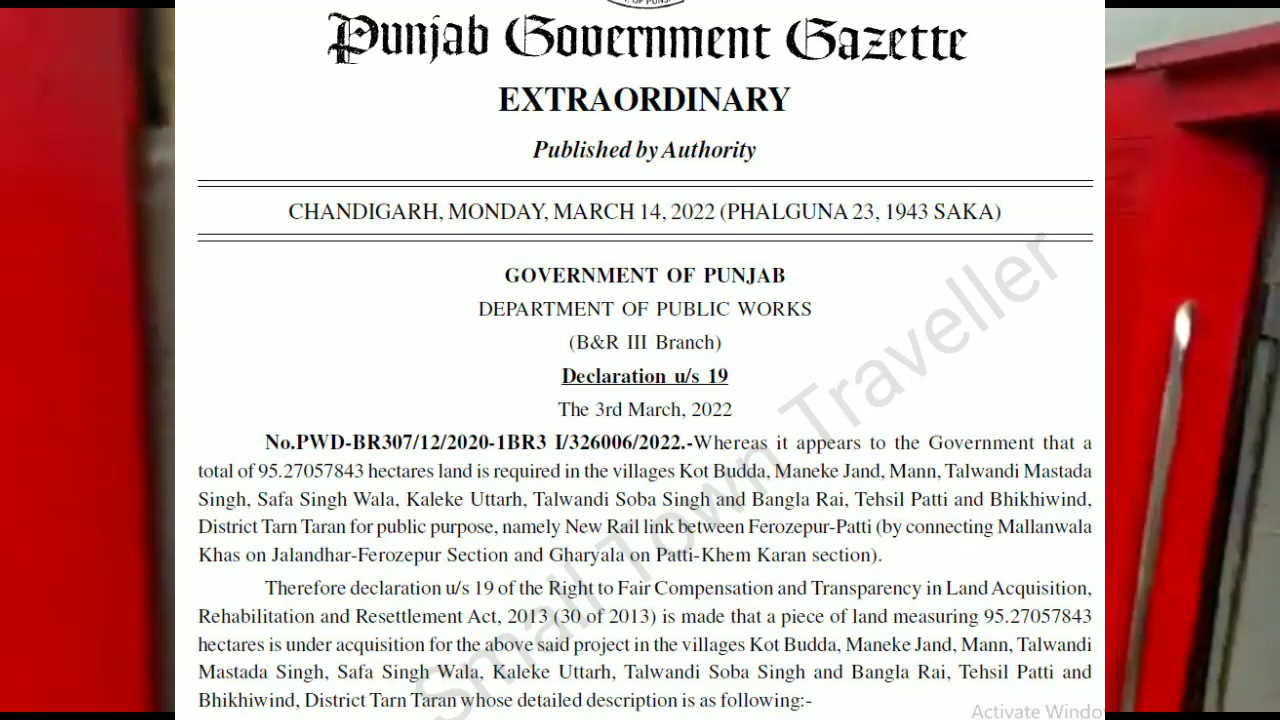 Punjab Government Gazette
EXTRAORDINARY
Published by Authority
CHANDIGARH, MONDAY, MARCH 14, 2022 (PHALGUNA 23, 1943 SAKA)
GOVERNMENT OF PUNJAB
DEPARTMENT OF PUBLIC WORKS
(B&R III Branch)
Declaration u/s 19
The 3rd March, 2022
No.PWD-BR307/12/2020-1BR3 I/326006/2022.-Whereas it appears to the Government that a
total of 95.27057843 hectares land is required in the villages Kot Budda, Maneke Jand, Mann, Talwandi Mastada
Singh, Safa Singh Wala, Kaleke Uttarh, Talwandi Soba Singh and Bangla Rai, Tehsil Patti and Bhikhiwind,
District Tarn Taran for public purpose, namely New Rail link between Ferozepur-Patti (by connecting Mallanwala
Khas on Jalandhar-Ferozepur Section and Gharyala on Patti-Khem Karan section).
Therefore declaration u/s 19 of the Right to Fair Compensation and Transparency in Land Acquisition,
Rehabilitation and Resettlement Act, 2013 (30 of 2013) is made that a piece of land measuring 95.27057843
hectares is under acquisition for the above said project in the villages Kot Budda, Maneke Jand, Mann, Talwandi
Mastada Singh, Safa Singh Wala, Kaleke Uttarh, Talwandi Soba Singh and Bangla Rai, Tehsil Patti and
Bhikhiwind, District Tarn Taran whose detailed description is as following:-
Small Town Traveller
Activate Windo